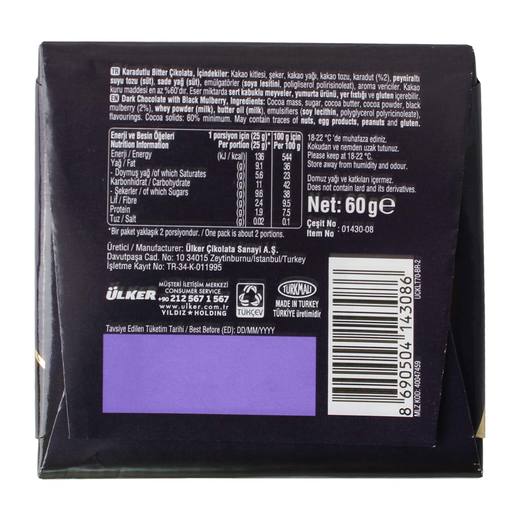 TR Karadutlu Bitter Çikolata, İçindekiler: Kakao kitlesi, şeker, kakao yağı, kakao tozu, karadut (%2), peyniraltı
suyu tozu (süt), sade yağ (süt), emülgatörler (soya lesitini, poligliserol polirisinoleat), aroma vericiler. Kakao
kuru maddesi en az %60'dır. Eser miktarda sert kabuklu meyveler, yumurta ürünü, yer fıstığı ve gluten içerebilir.
EN Dark Chocolate with Black Mulberry, Ingredients: Cocoa mass, sugar, cocoa butter, cocoa powder, black
mulberry (2%), whey powder (milk), butter oil (milk), emulsifiers (soy lesithin, polyglycerol polyricinoleate),
flavourings. Cocoa solids: 60% minimum. May contain traces of nuts, egg products, peanuts and gluten.
Enerji ve Besin Öğeleri 1 porsiyon için (25 g)* 100 g için
Nutrition Information Per portion (25 g)* Per 100 g
Enerji / Energy (kJ / kcal) 136 544
Yağ / Fat (g) 9.1 36
- Doymuş yağ / of which Saturates (g) 5.6 23
Karbonhidrat / Carbohydrate (g) 11 42
- Şekerler / of which Sugars (g) 9.6 38
Lif / Fibre (g) 2.4 9.5
Protein (g) 1.9 7.5
Tuz / Salt (g) 0.02 0.1
*Bir paket yaklaşık 2 porsiyondur. *One pack is about 2 portions.
18-22 °C 'de muhafaza ediniz.
Kokudan ve nemden uzak tutunuz.
Please keep at 18-22 °C.
Store away from humidity and odour.
Domuz yağı ve katkıları içermez.
Does not contain lard and its derivatives.
Net: 60g e
Çeşit No :
Item No : 01430-08
Üretici / Manufacturer: Ülker Çikolata Sanayi A.Ş.
Davutpaşa Cad. No: 10 34015 Zeytinburnu/İstanbul/Turkey
İşletme Kayıt No: TR-34-K-011995
ÜLKER
MÜŞTERİ İLETİŞİM MERKEZİ
CONSUMER SERVICE
+90 212 567 1 567
www.ulker.com.tr
YILDIZ HOLDING
TÜKÇEV
TÜRKMALI
MADE IN TURKEY
TÜRKİYE üretimidir
Tavsiye Edilen Tüketim Tarihi / Best Before (ED): DD/MM/YYYY
8 690504 143086
ML2 KOD: 40047459